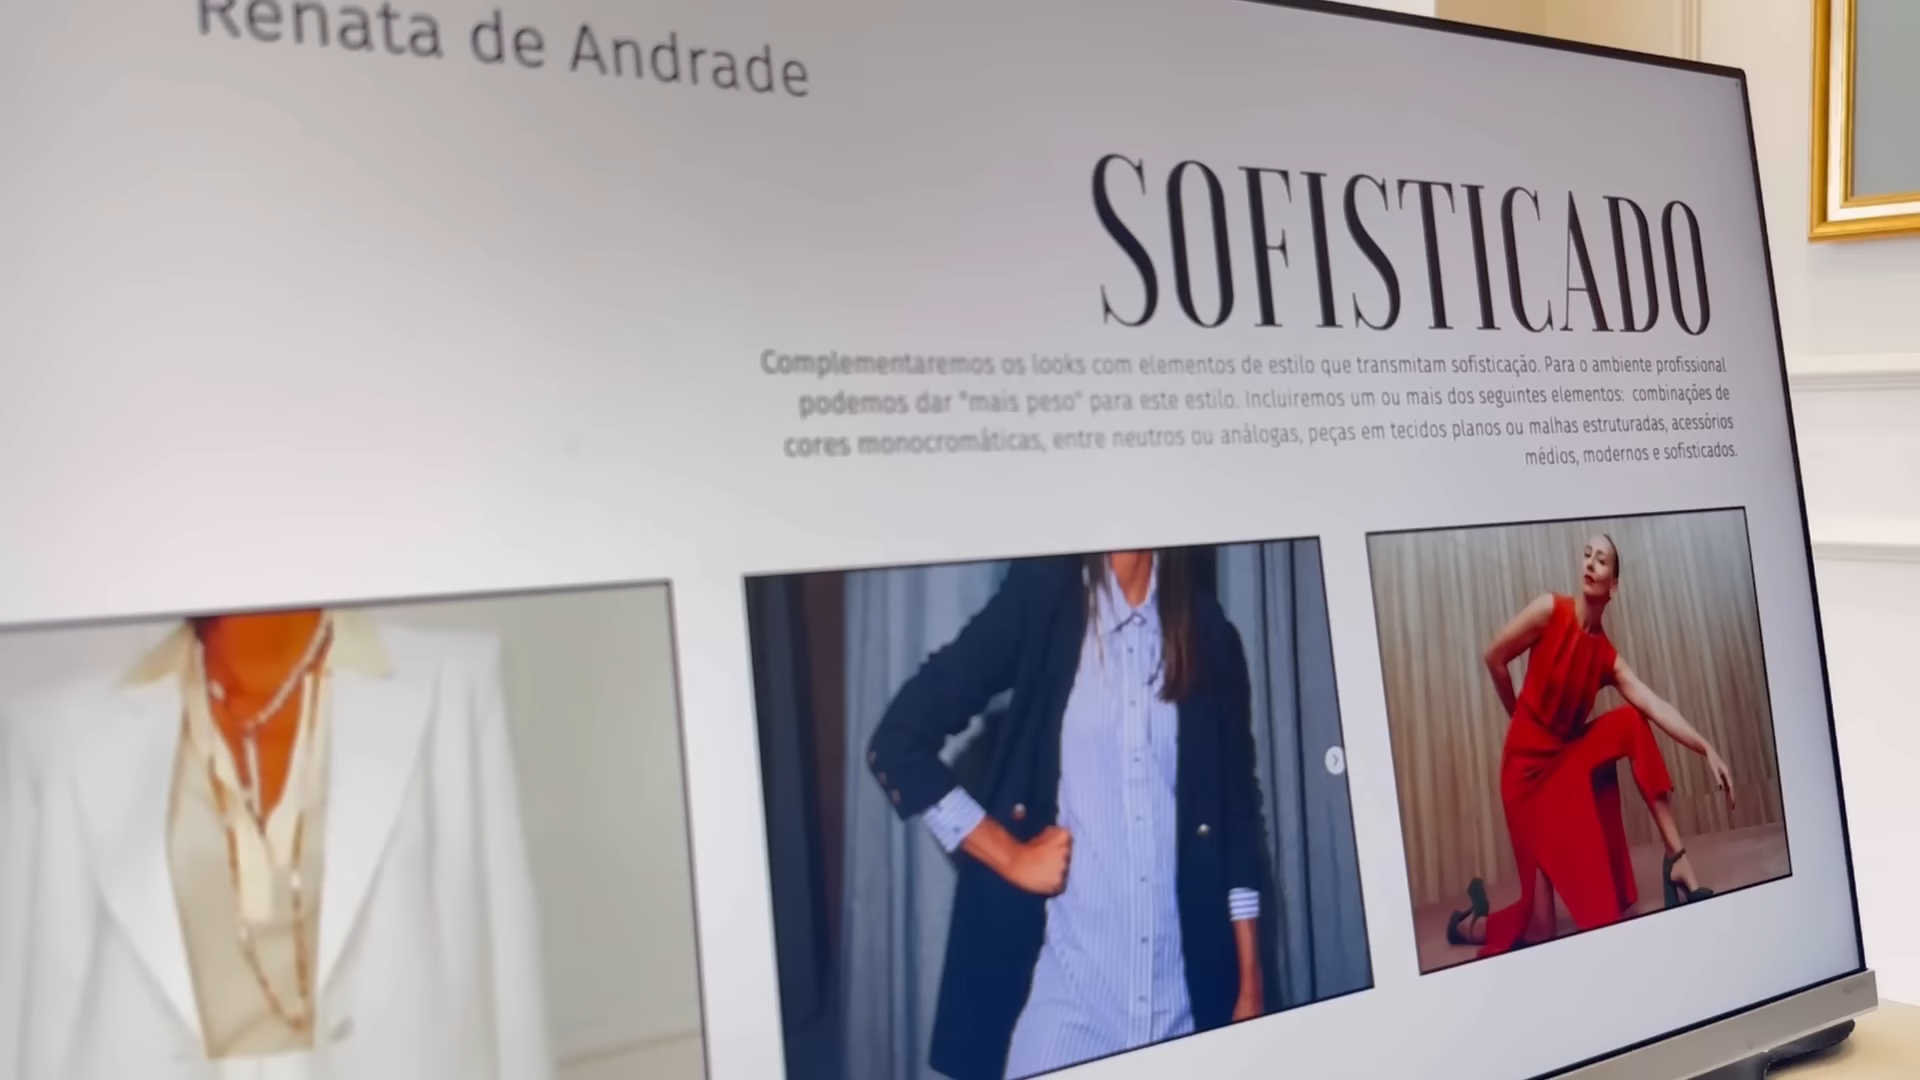 Renata de Andrade
SOFISTICADO
Complementaremos os looks com elementos de estilo que transmitam sofisticação. Para o ambiente profissional
podemos dar "mais peso" para este estilo. Incluiremos um ou mais dos seguintes elementos: combinações de
cores monocromáticas, entre neutros ou análogas, peças em tecidos planos ou malhas estruturadas, acessórios
médios, modernos e sofisticados.